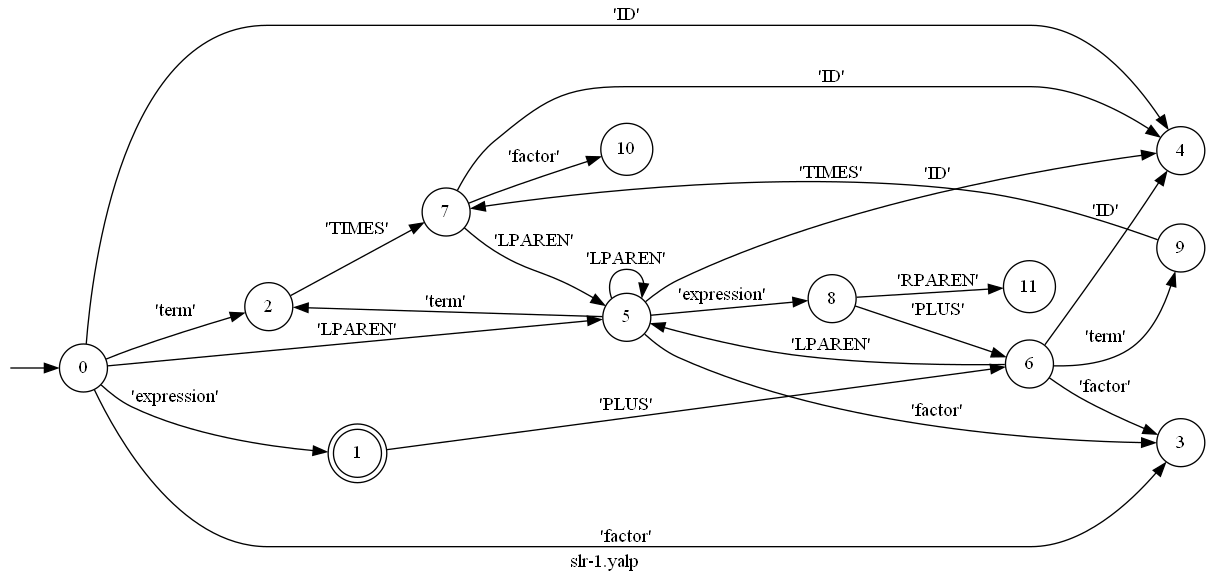 'ID'
'ID'
'factor'
10
4
'TIMES'
'ID'
7
'TIMES'
'ID'
'LPAREN'
9
'LPAREN'
'RPAREN'
11
'expression'
8
'term'
2
'term'
'PLUS'
5
'LPAREN'
'term'
'LPAREN'
6
0
'factor'
'expression'
'PLUS'
'factor'
3
1
'factor'
slr-1.yalp